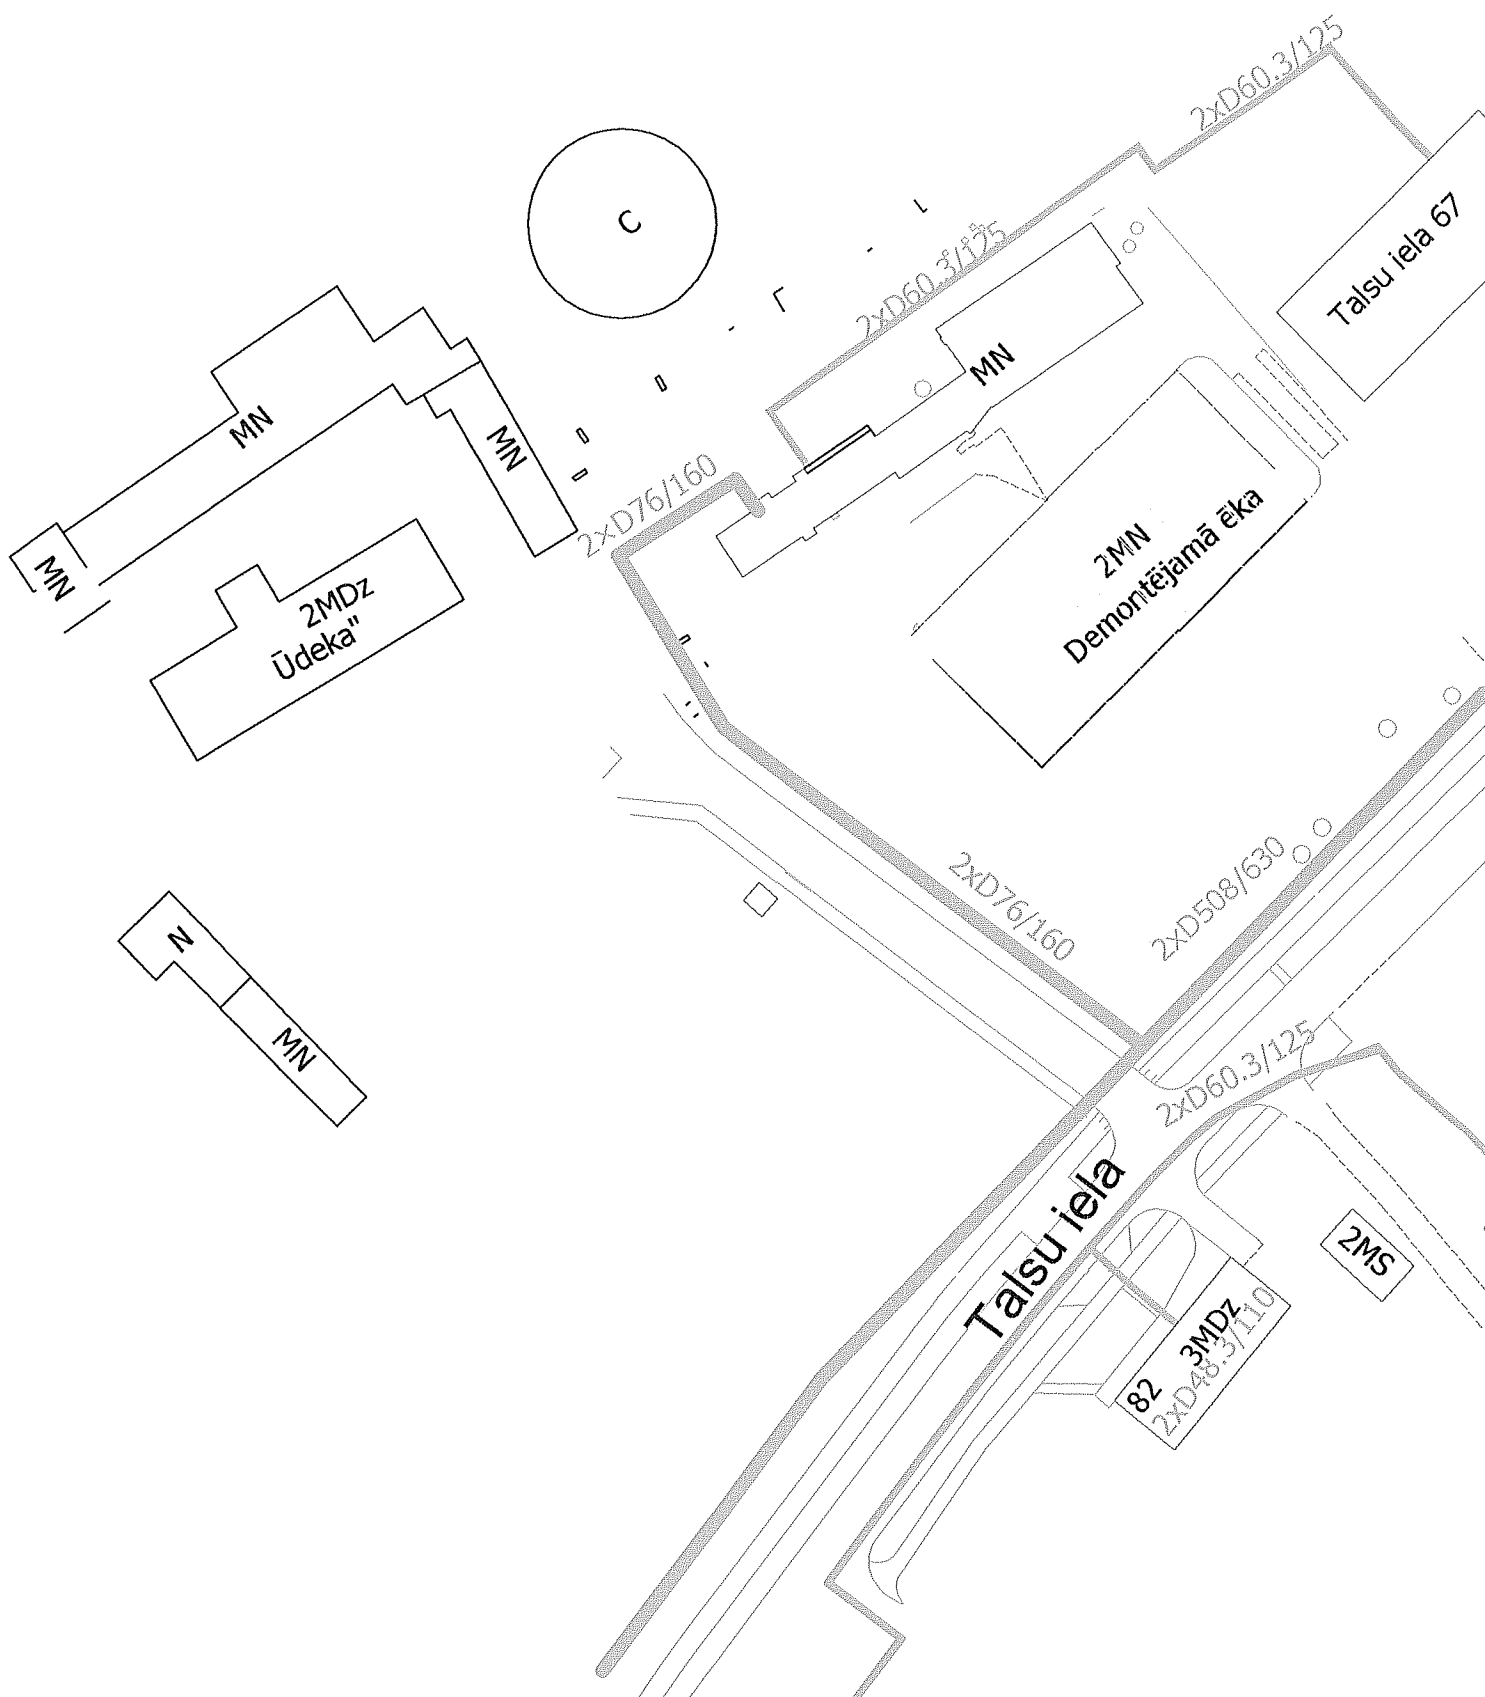 2xD60.3/125
C
Talsu iela 67
2xD60.3/125
MN
MN
MN
2xD76/160
MN
2MN
Demontējamā ēka
2MDz
Ūdeka"
2xD76/160
2xD508/630
N
MN
2xD60.3/125
Talsu iela
2MS
82 3MDz
2xD48.3/110